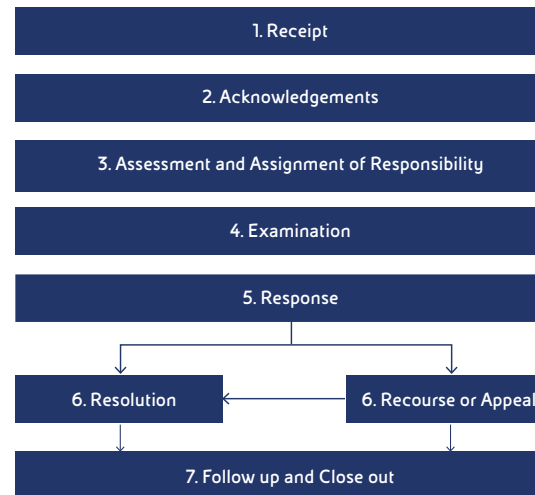 1. Receipt
2. Acknowledgements
3. Assessment and Assignment of Responsibility
4. Examination
5. Response
6. Resolution
6. Recourse or Appeal
7. Follow up and Close out